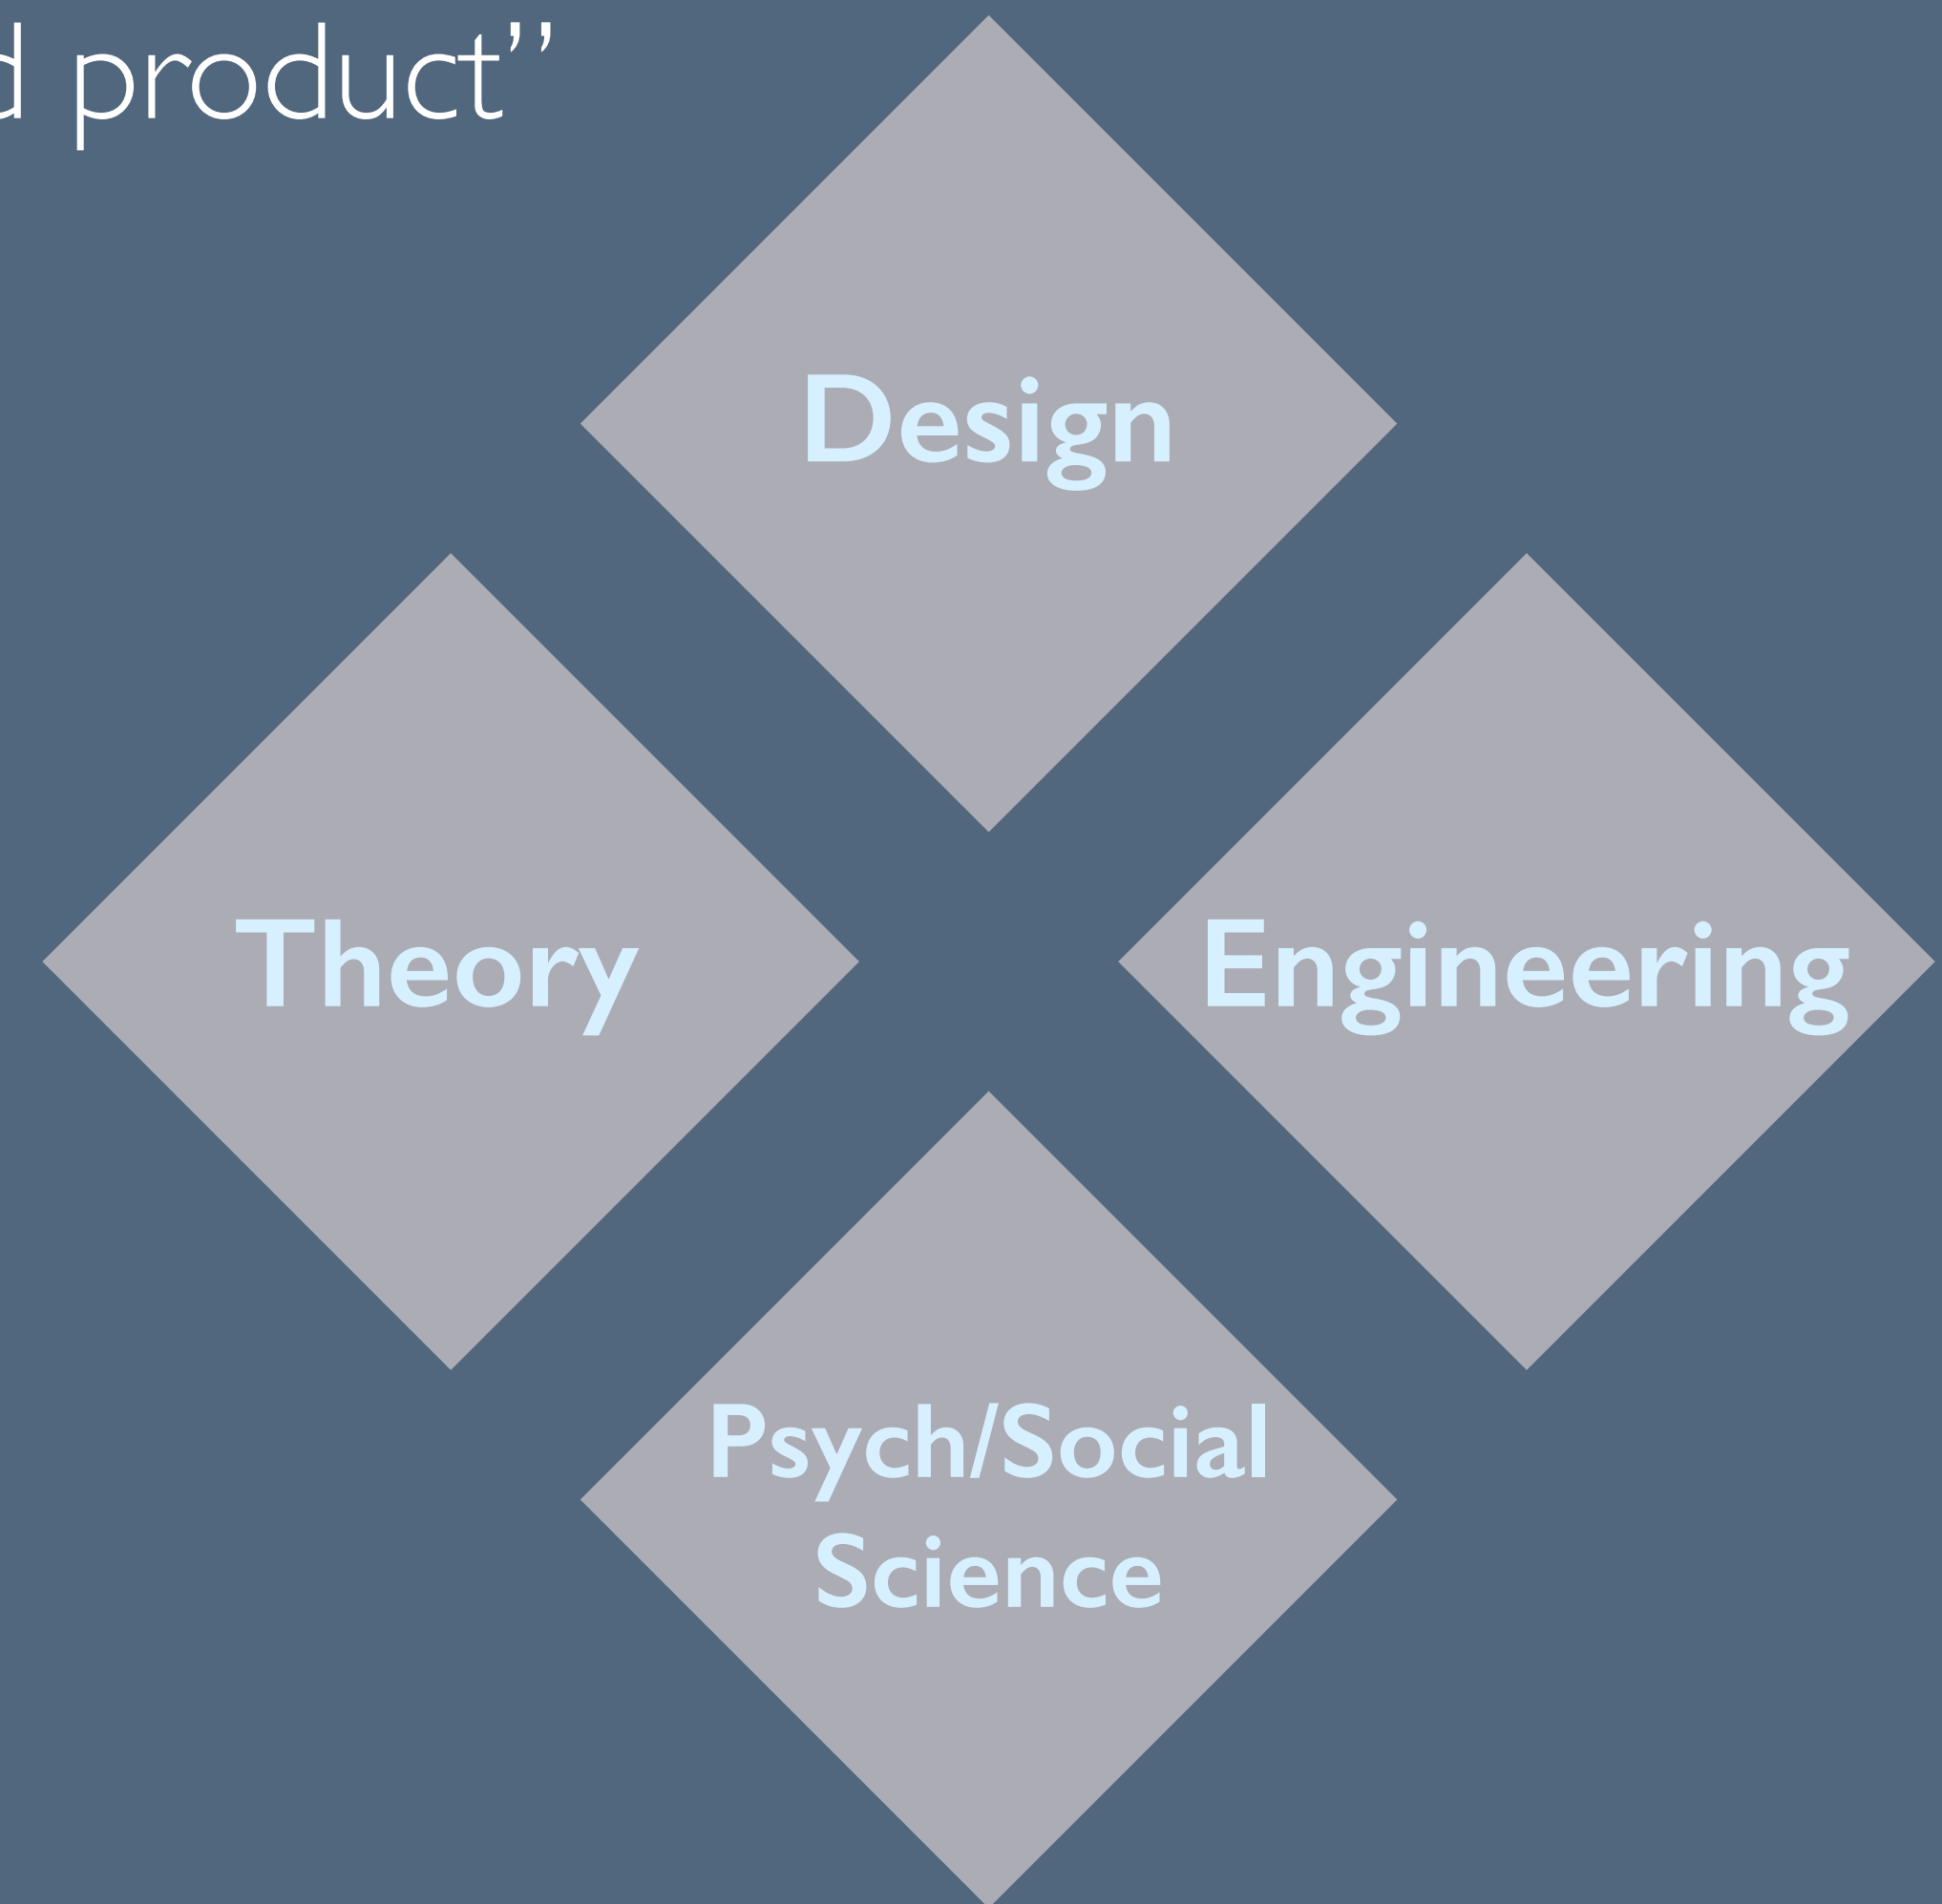 product”
Design
Theory
Engineering
Psych/Social
Science